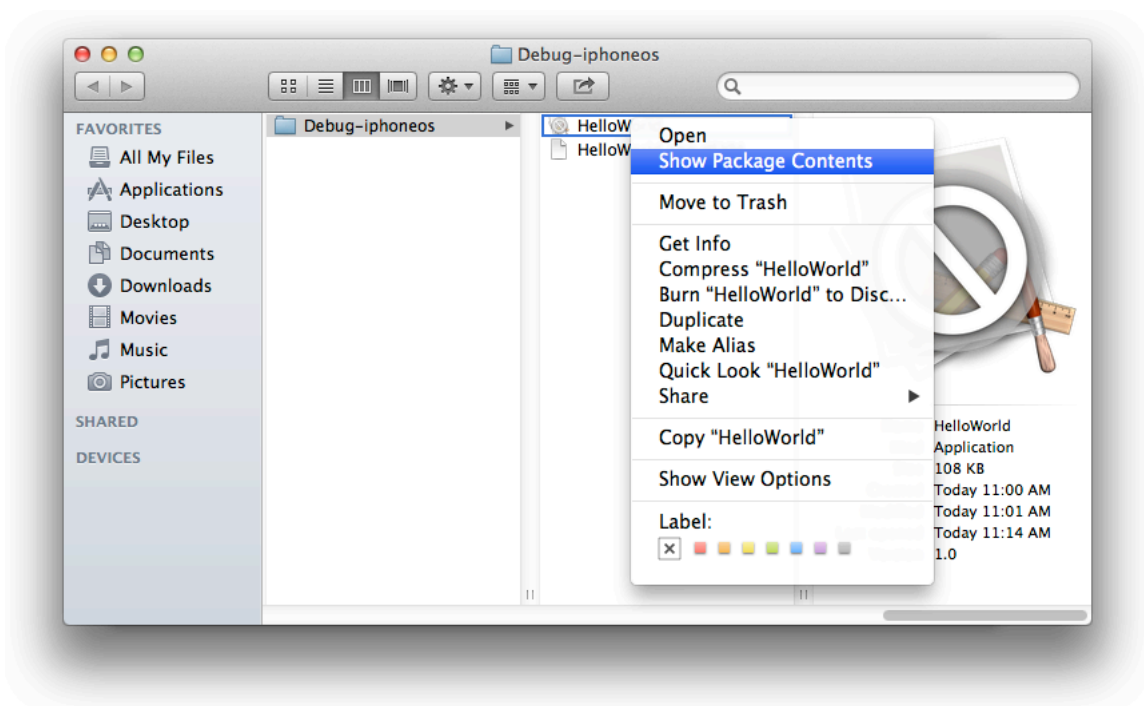 Debug-iphoneos
FAVORITES
All My Files
Applications
Desktop
Documents
Downloads
Movies
Music
Pictures
SHARED
DEVICES
Debug-iphoneos
HelloW
HelloW
Open
Show Package Contents
Move to Trash
Get Info
Compress “HelloWorld”
Burn “HelloWorld” to Disc...
Duplicate
Make Alias
Quick Look “HelloWorld”
Share
Copy “HelloWorld”
Show View Options
Label:
HelloWorld
Application
108 KB
Today 11:00 AM
Today 11:01 AM
Today 11:14 AM
1.0